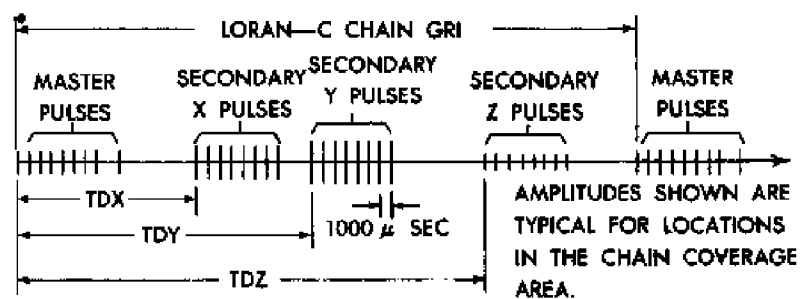 LORAN—C CHAIN GRI
MASTER
PULSES
SECONDARY
X PULSES
SECONDARY
Y PULSES
SECONDARY
Z PULSES
MASTER
PULSES
TDX
TDY
1000 μ SEC
TDZ
AMPLITUDES SHOWN ARE
TYPICAL FOR LOCATIONS
IN THE CHAIN COVERAGE
AREA.